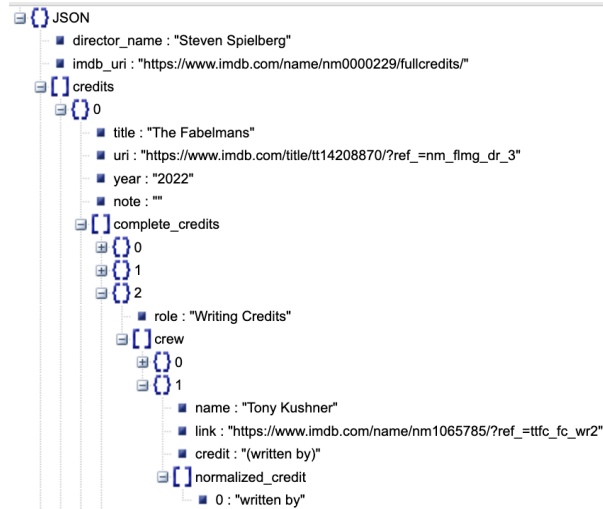 JSON
director_name : "Steven Spielberg"
imdb_uri : "https://www.imdb.com/name/nm0000229/fullcredits/"
credits
0
title : "The Fabelmans"
uri : "https://www.imdb.com/title/tt14208870/?ref_=nm_flmg_dr_3"
year : "2022"
note : ""
complete_credits
0
1
2
role : "Writing Credits"
crew
0
1
name : "Tony Kushner"
link : "https://www.imdb.com/name/nm1065785/?ref_=ttfc_fc_wr2"
credit : "(written by)"
normalized_credit
0 : "written by"